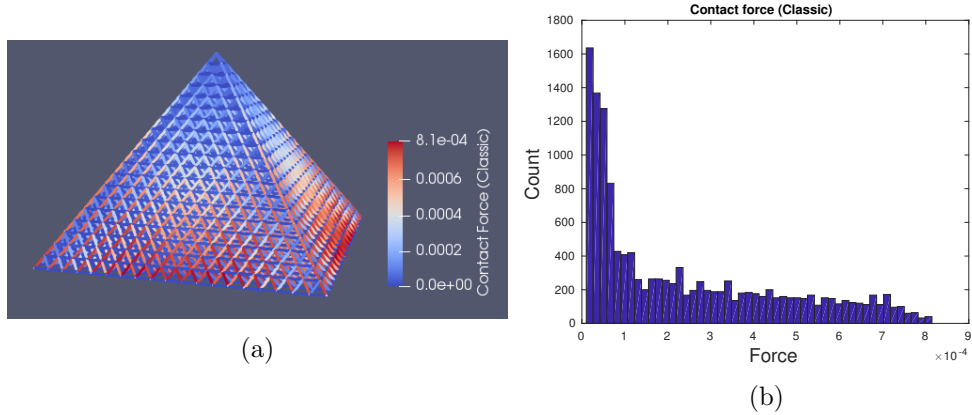 8.1e-04
0.0006
0.0004
0.0002
0.0e+00
Contact Force (Classic)
(a)
Contact force (Classic)
1800
1600
1400
1200
1000
800
600
400
200
0
Count
0 1 2 3 4 5 6 7 8 9
Force
×10⁻⁴
(b)